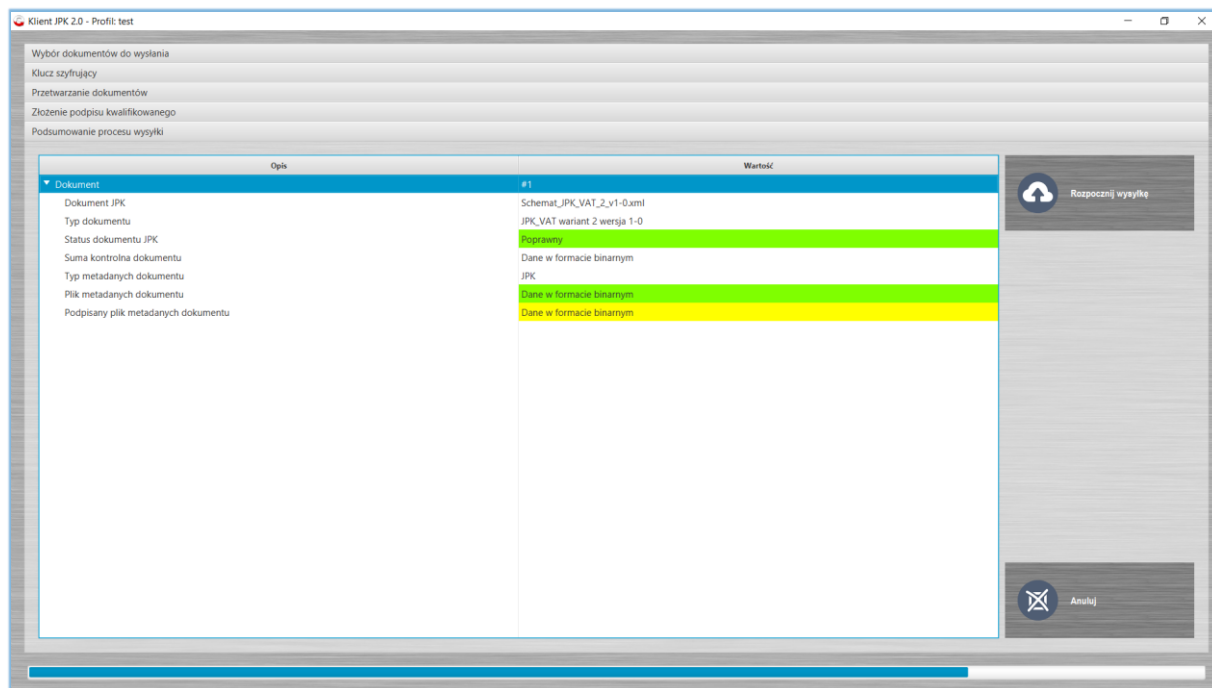 Klient JPK 2.0 - Profil: test
Wybór dokumentów do wysłania
Klucz szyfrujący
Przetwarzanie dokumentów
Złożenie podpisu kwalifikowanego
Podsumowanie procesu wysyłki
Opis Wartość
Dokument #1
Dokument JPK Schemat_JPK_VAT_2_v1-0.xml
Typ dokumentu JPK_VAT wariant 2 wersja 1-0
Status dokumentu JPK Poprawny
Suma kontrolna dokumentu Dane w formacie binarnym
Typ metadanych dokumentu JPK
Plik metadanych dokumentu Dane w formacie binarnym
Podpisany plik metadanych dokumentu Dane w formacie binarnym
Rozpocznij wysyłkę
Anuluj